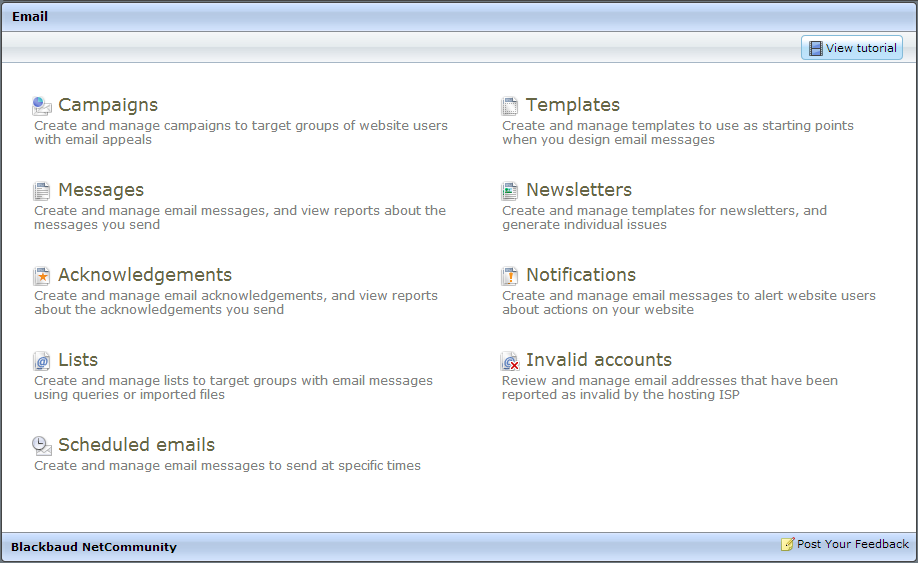 Email
View tutorial
Campaigns
Create and manage campaigns to target groups of website users
with email appeals
Templates
Create and manage templates to use as starting points
when you design email messages
Messages
Create and manage email messages, and view reports about the
messages you send
Newsletters
Create and manage templates for newsletters, and
generate individual issues
Acknowledgements
Create and manage email acknowledgements, and view reports
about the acknowledgements you send
Notifications
Create and manage email messages to alert website users
about actions on your website
Lists
Create and manage lists to target groups with email messages
using queries or imported files
Invalid accounts
Review and manage email addresses that have been
reported as invalid by the hosting ISP
Scheduled emails
Create and manage email messages to send at specific times
Blackbaud NetCommunity
Post Your Feedback